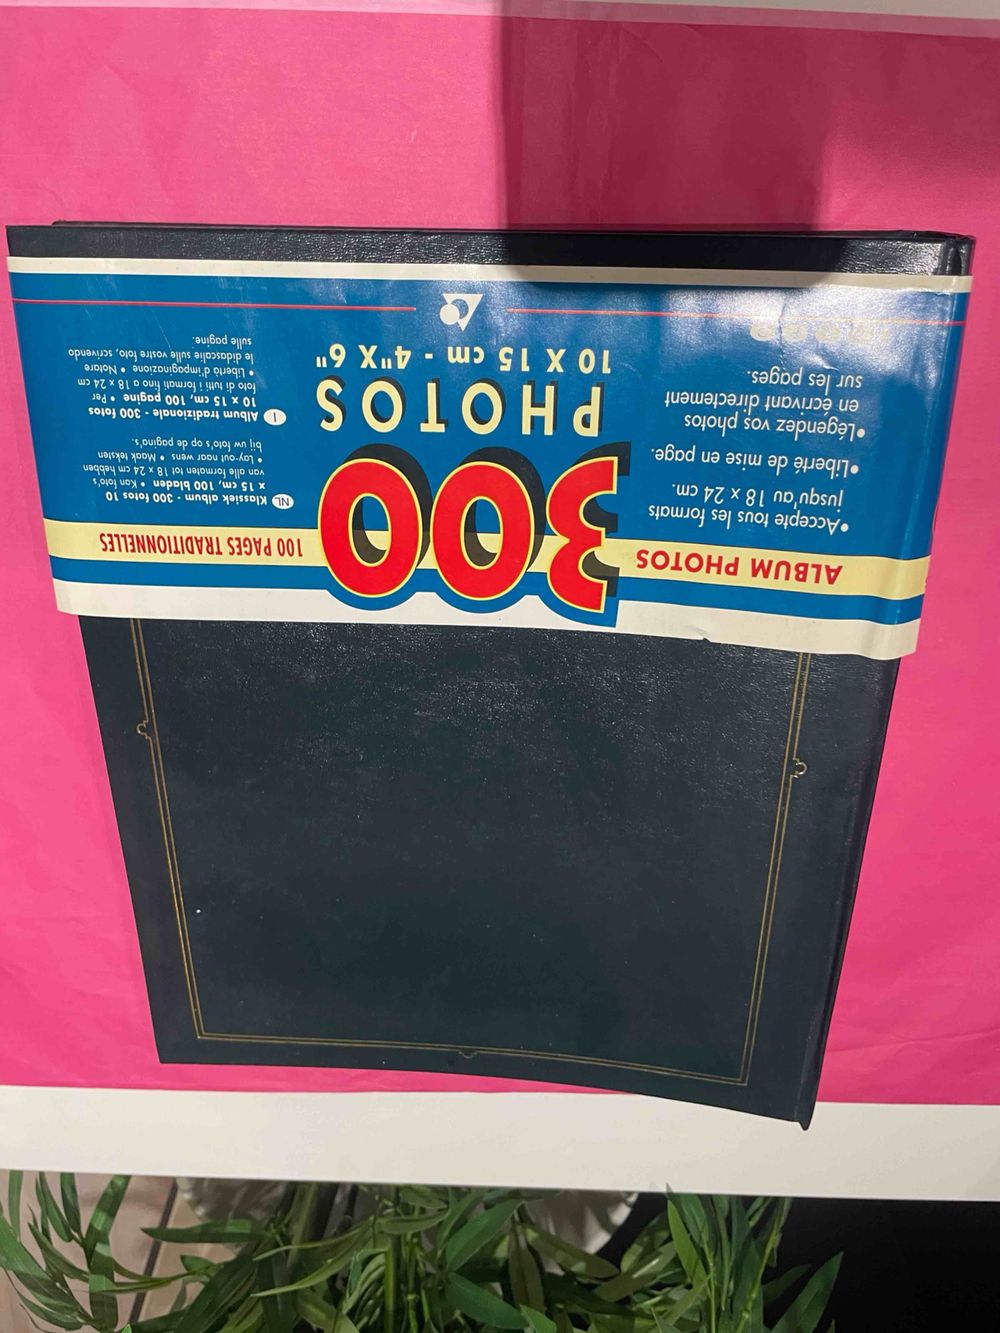 ALBUM PHOTOS
300
100 PAGES TRADITIONNELLES
PHOTOS
10 X 15 cm - 4"X 6"
•Accepte tous les formats
jusqu'au 18 x 24 cm.
•Liberté de mise en page.
•Légendez vos photos
en écrivant directement
sur les pages.
NL Klassiek album - 300 fotos 10
x 15 cm, 100 bladen • Kan foto's
van alle formaten tot 18 x 24 cm hebben
• Lay-out naar wens • Maak teksten
bij uw foto's op de pagina's.
I Album tradizionale - 300 fotos
10 x 15 cm, 100 pagine • Per
foto di tutti i formati fino a 18 x 24 cm
• Libertà d'impaginazione • Notare
le didascalie sulle vostre foto, scrivendo
sulle pagine.